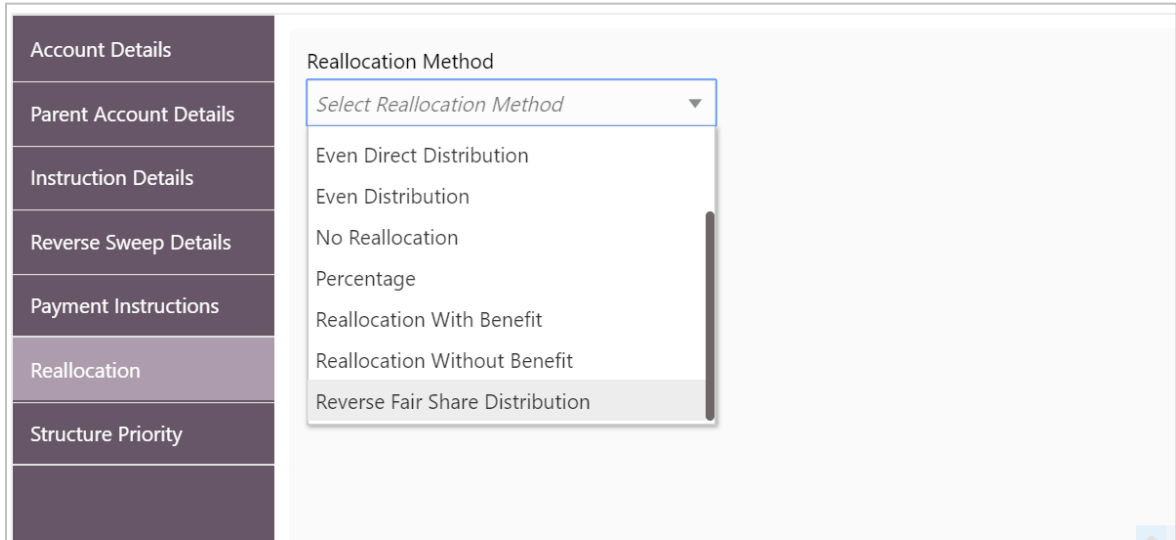 Account Details
Parent Account Details
Instruction Details
Reverse Sweep Details
Payment Instructions
Reallocation
Structure Priority
Reallocation Method
Select Reallocation Method
Even Direct Distribution
Even Distribution
No Reallocation
Percentage
Reallocation With Benefit
Reallocation Without Benefit
Reverse Fair Share Distribution